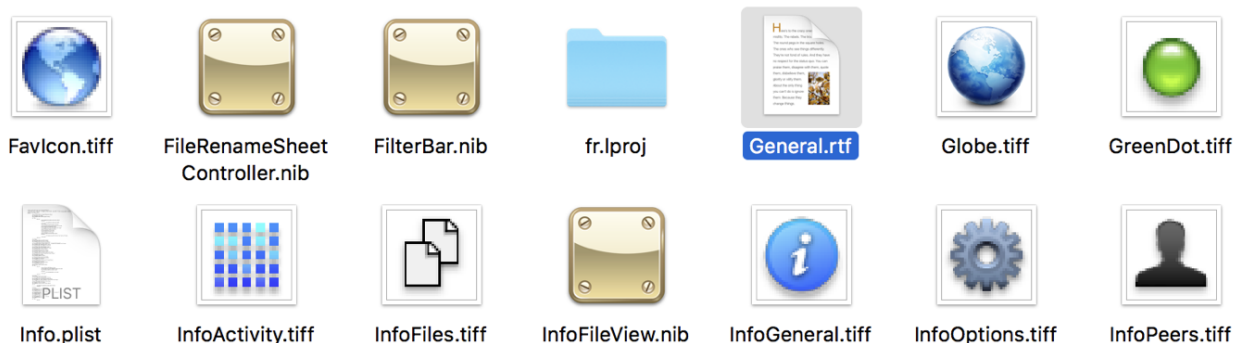 FavIcon.tiff
FileRenameSheet
Controller.nib
FilterBar.nib
fr.lproj
General.rtf
Globe.tiff
GreenDot.tiff
PLIST
Info.plist
InfoActivity.tiff
InfoFiles.tiff
InfoFileView.nib
InfoGeneral.tiff
InfoOptions.tiff
InfoPeers.tiff